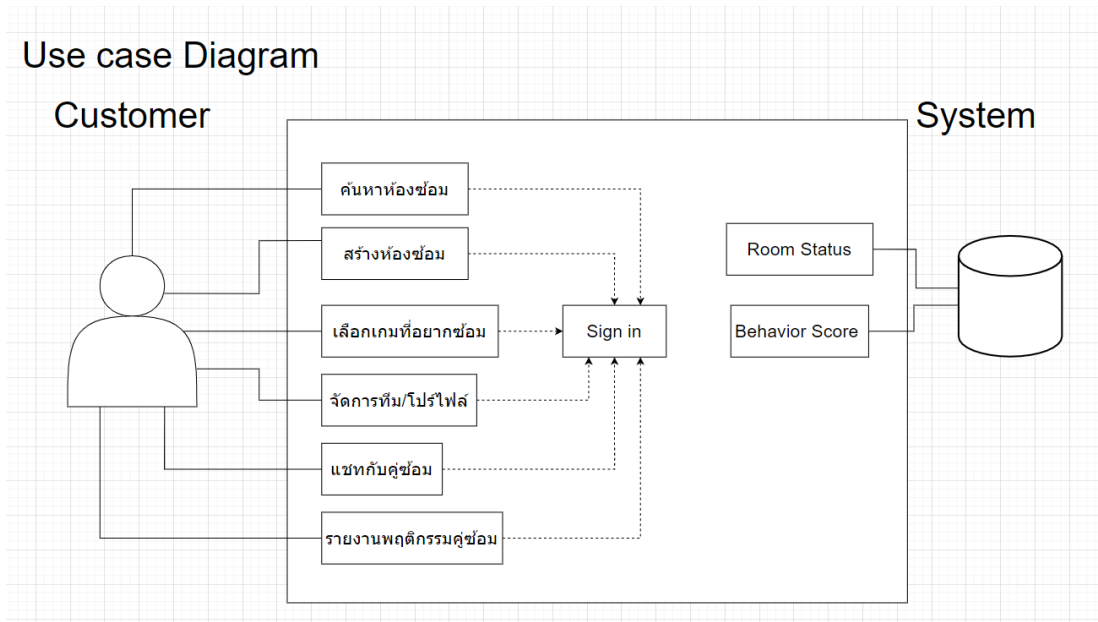 Use case Diagram
Customer
System
ค้นหาห้องซ้อม
สร้างห้องซ้อม
Room Status
เลือกเกมที่อยากซ้อม
Sign in
Behavior Score
จัดการทีม/โปร์ไฟล์
แชทกับคู่ซ้อม
รายงานพฤติกรรมคู่ซ้อม